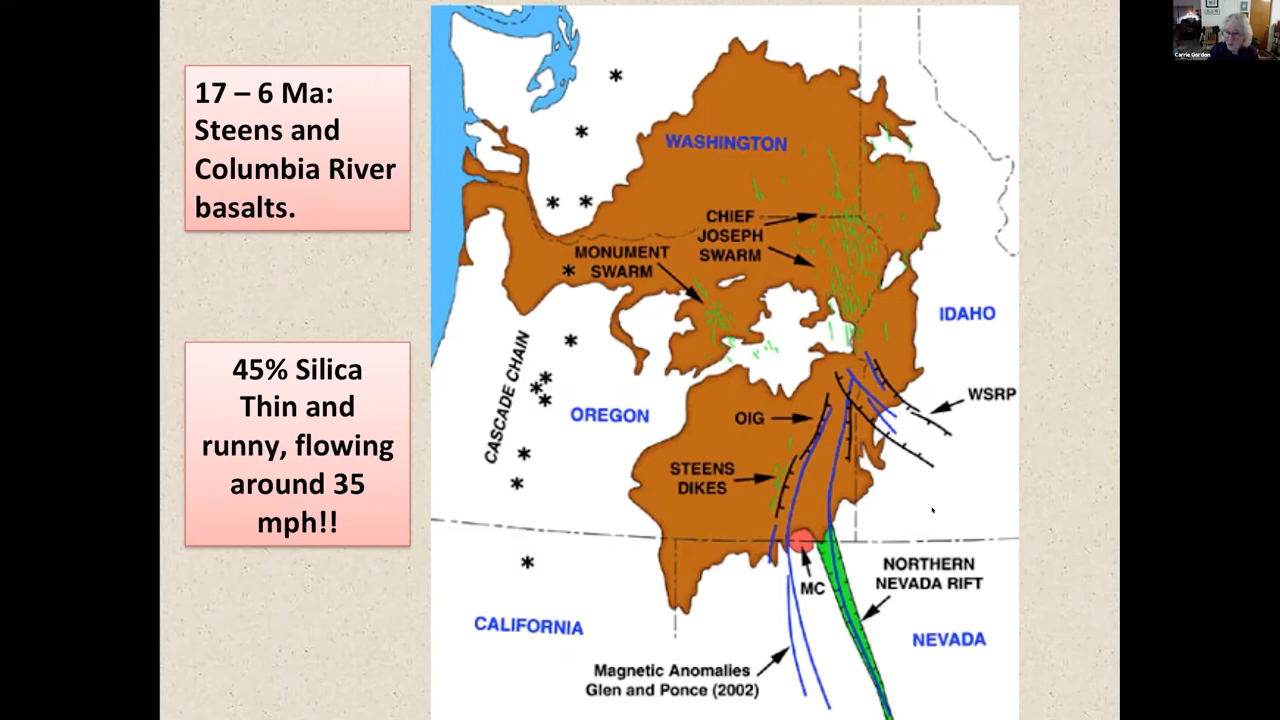 17 – 6 Ma:
Steens and
Columbia River
basalts.
45% Silica
Thin and
runny, flowing
around 35
mph!!
WASHINGTON
CHIEF
JOSEPH
SWARM
MONUMENT
SWARM
IDAHO
CASCADE CHAIN
OREGON
WSRP
OIG
STEENS
DIKES
MC
NORTHERN
NEVADA RIFT
CALIFORNIA
NEVADA
Magnetic Anomalies
Glen and Ponce (2002)
Carrie Gordon